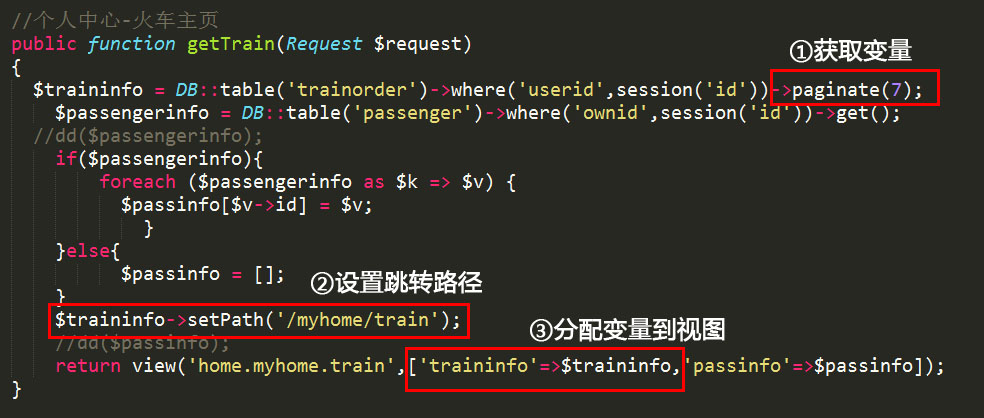 //个人中心-火车主页
public function getTrain(Request $request)
①获取变量
{
$traininfo = DB::table('trainorder')->where('userid',session('id'))->paginate(7);
$passengerinfo = DB::table('passenger')->where('ownid',session('id'))->get();
//dd($passengerinfo);
if($passengerinfo){
foreach ($passengerinfo as $k => $v) {
$passinfo[$v->id] = $v;
}
}else{
$passinfo = [];
②设置跳转路径
}
$traininfo->setPath('/myhome/train');
③分配变量到视图
//dd($passinfo);
return view('home.myhome.train',['traininfo'=>$traininfo,'passinfo'=>$passinfo]);
}